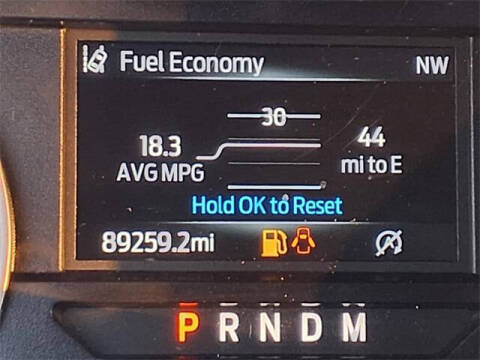 Fuel Economy NW
30
18.3 44
AVG MPG mi to E
Hold OK to Reset
89259.2mi
P R N D M